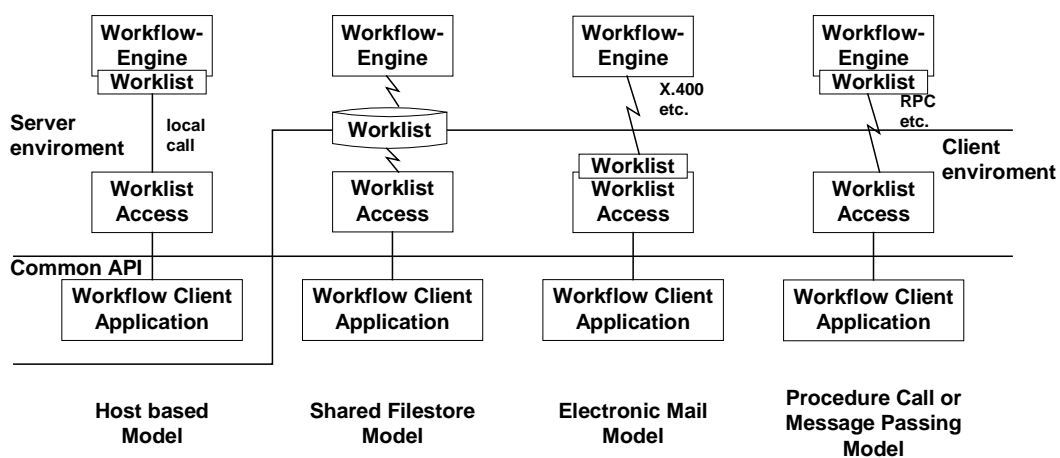 Workflow-
Engine
Worklist
Workflow-
Engine
Workflow-
Engine
Workflow-
Engine
Worklist
X.400
etc.
RPC
etc.
Server
enviroment
local
call
Worklist
Client
enviroment
Worklist
Worklist
Access
Worklist
Access
Worklist
Access
Worklist
Access
Common API
Workflow Client
Application
Workflow Client
Application
Workflow Client
Application
Workflow Client
Application
Host based
Model
Shared Filestore
Model
Electronic Mail
Model
Procedure Call or
Message Passing
Model